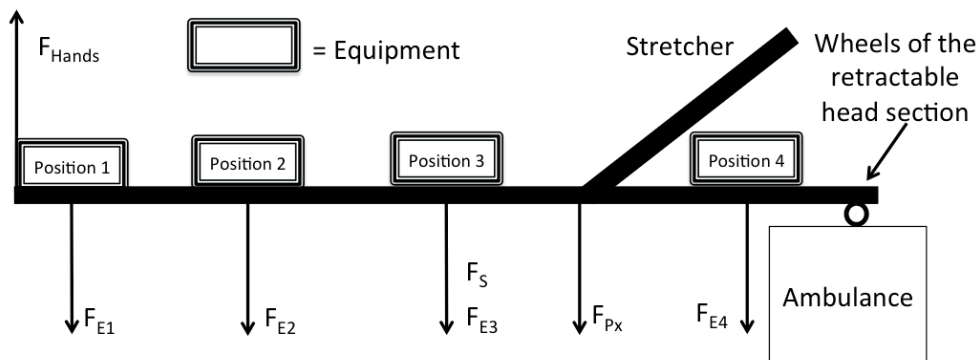 F_Hands
= Equipment
Stretcher
Wheels of the
retractable
head section
Position 1
Position 2
Position 3
Position 4
F_E1
F_E2
F_S
F_E3
F_Px
F_E4
Ambulance